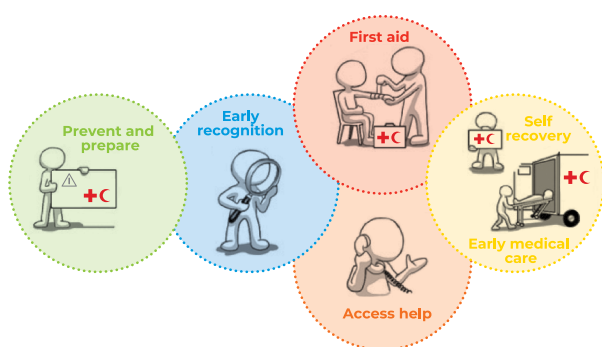 Prevent and
prepare
Early
recognition
First aid
Access help
Self
recovery
Early medical
care